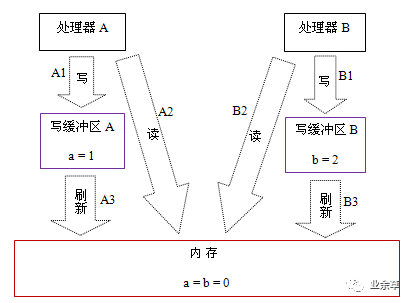 处理器 A
处理器 B
A1
写
A2
读
B2
读
写
B1
写缓冲区 A
a = 1
写缓冲区 B
b = 2
刷新
A3
刷新
B3
内 存
a = b = 0
业余草